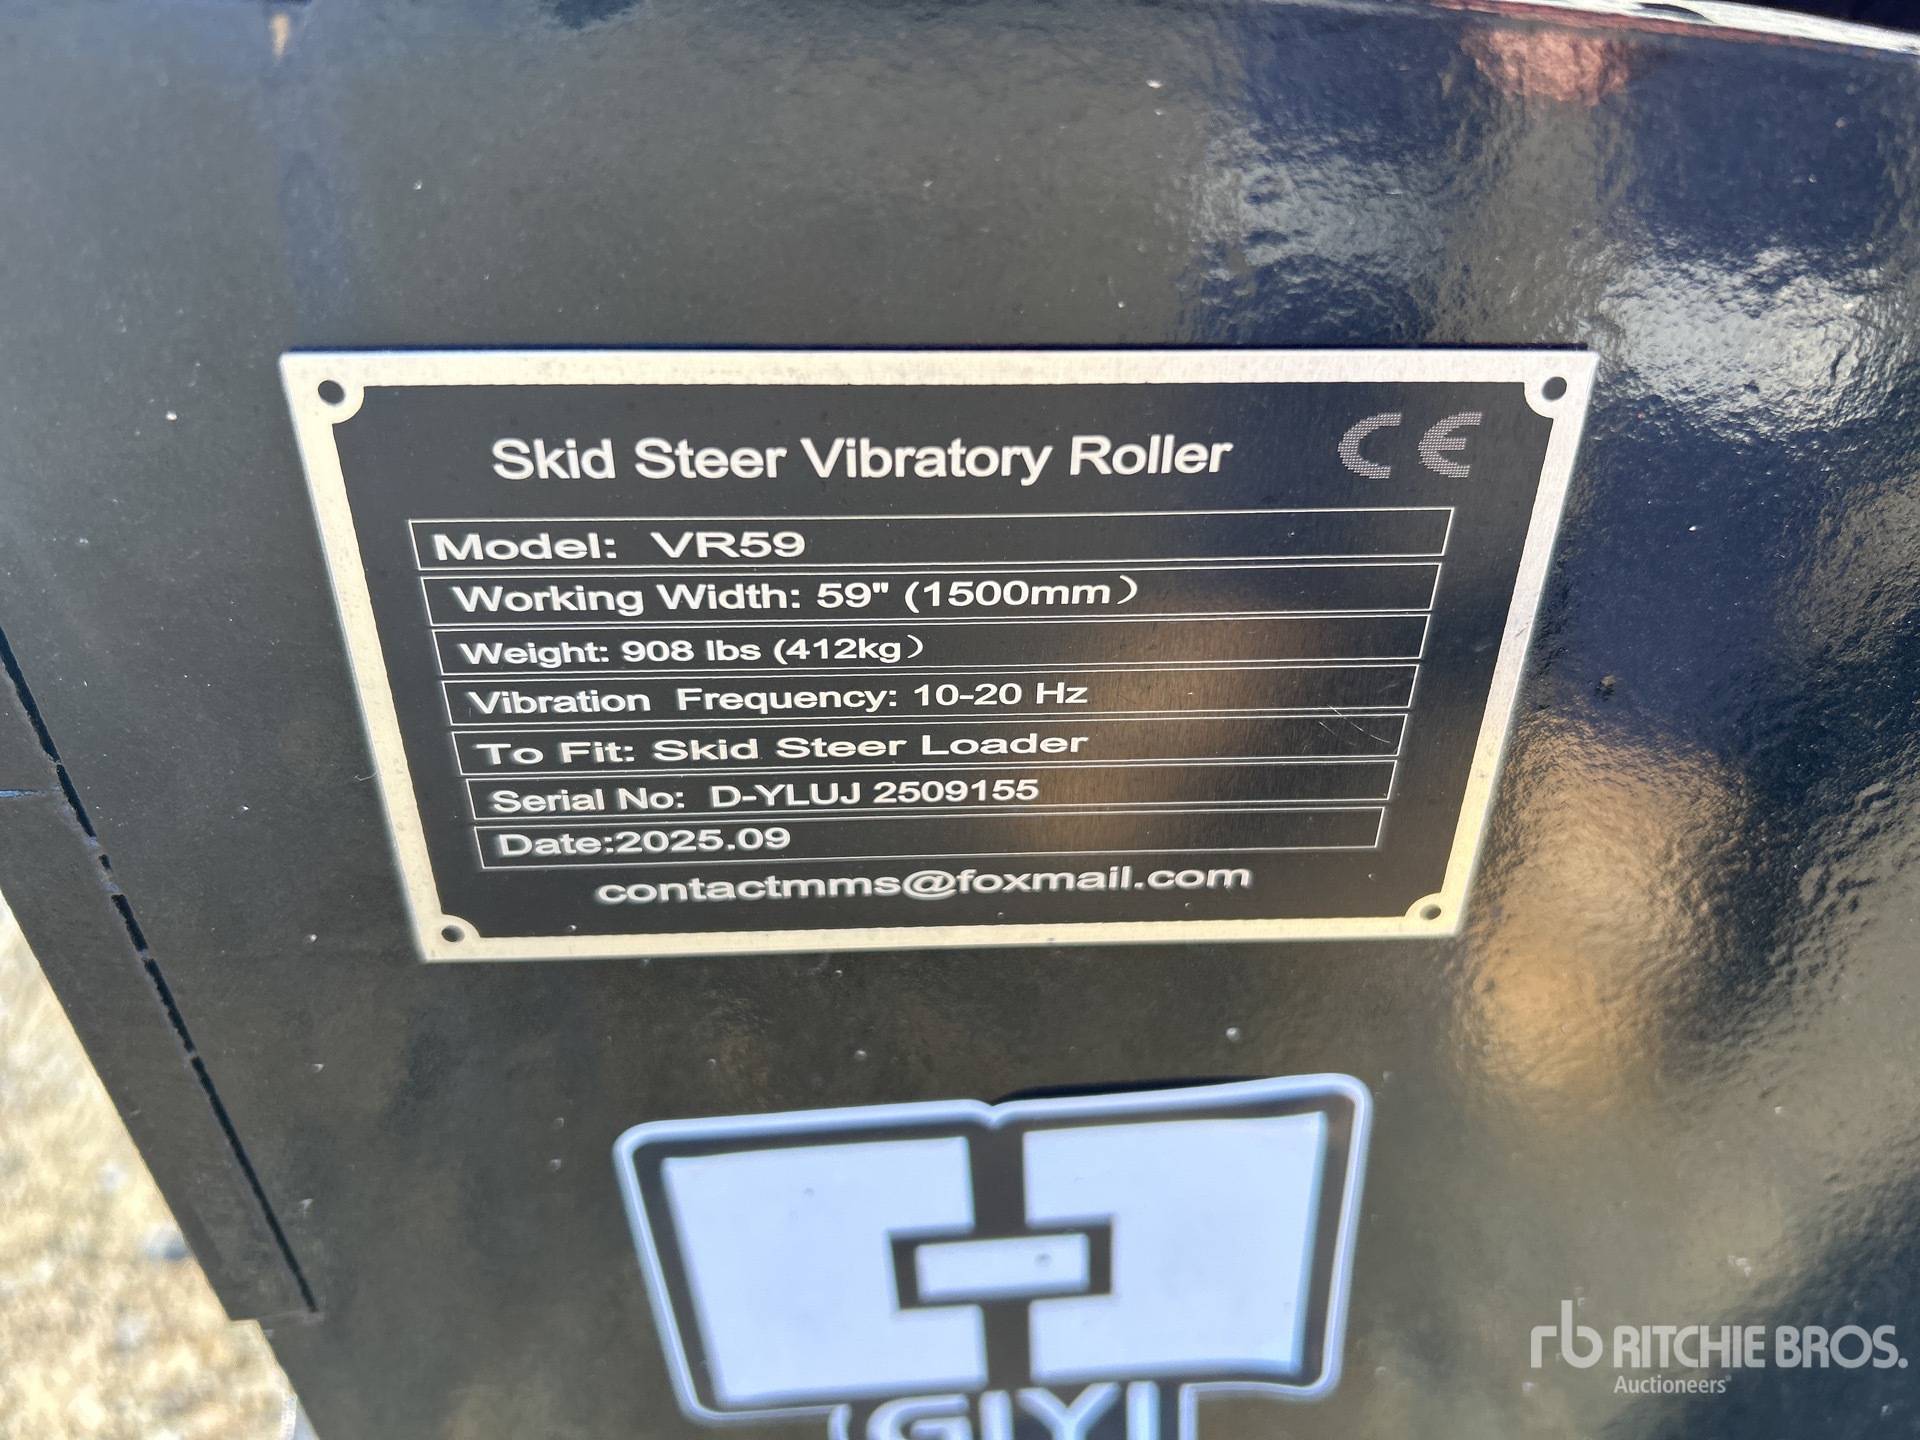 Skid Steer Vibratory Roller CE
Model: VR59
Working Width: 59" (1500mm）
Weight: 908 lbs (412kg）
Vibration Frequency: 10-20 Hz
To Fit: Skid Steer Loader
Serial No: D-YLUJ 2509155
Date:2025.09
contactmms@foxmail.com
GIYI
rb RITCHIE BROS.
Auctioneers